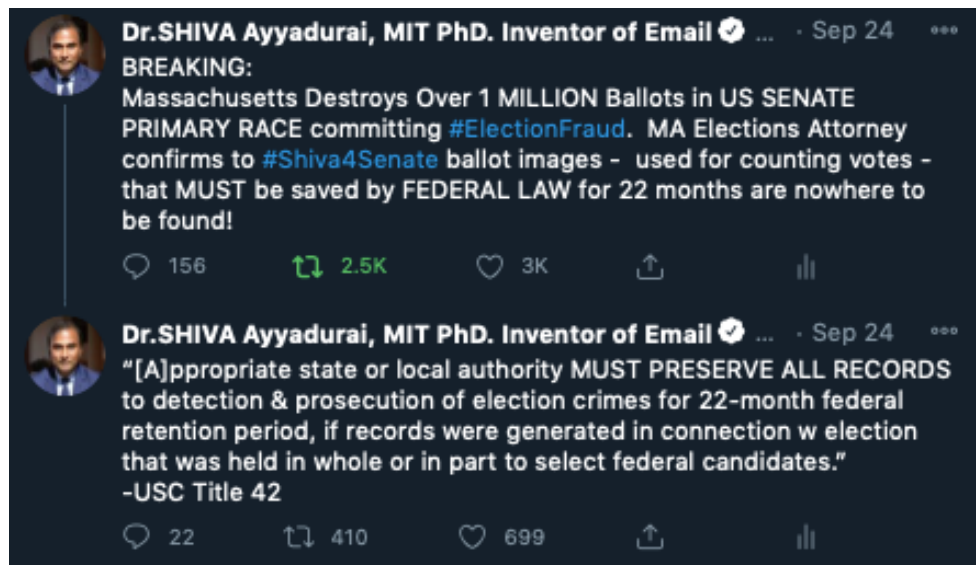 Dr.SHIVA Ayyadurai, MIT PhD. Inventor of Email ... · Sep 24
BREAKING:
Massachusetts Destroys Over 1 MILLION Ballots in US SENATE
PRIMARY RACE committing #ElectionFraud.  MA Elections Attorney
confirms to #Shiva4Senate ballot images -  used for counting votes -
that MUST be saved by FEDERAL LAW for 22 months are nowhere to
be found!
156 2.5K 3K
Dr.SHIVA Ayyadurai, MIT PhD. Inventor of Email ... · Sep 24
“[A]ppropriate state or local authority MUST PRESERVE ALL RECORDS
to detection & prosecution of election crimes for 22-month federal
retention period, if records were generated in connection w election
that was held in whole or in part to select federal candidates.”
-USC Title 42
22 410 699